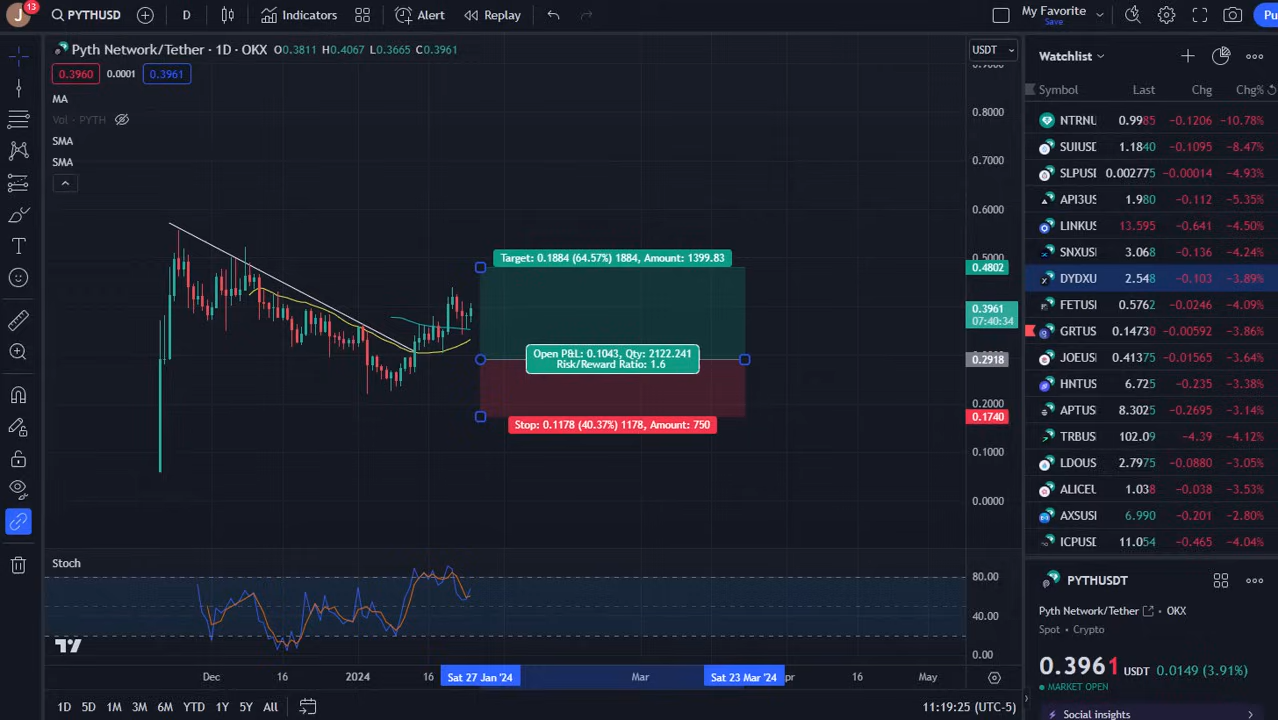 J 13 PYTHUSD D Indicators Alert Replay My Favorite Save Pu
Pyth Network/Tether · 1D · OKX O0.3811 H0.4067 L0.3665 C0.3961 USDT
0.3960 0.0001 0.3961
MA
Vol · PYTH
SMA
SMA
0.8000
0.7000
0.6000
Target: 0.1884 (64.57%) 1884, Amount: 1399.83
0.4802
0.3961
07:40:34
Open P&L: 0.1043, Qty: 2122.241
Risk/Reward Ratio: 1.6
0.2918
0.2000
Stop: 0.1178 (40.37%) 1178, Amount: 750
0.1740
0.1000
0.0000
Stoch
80.00
40.00
0.00
Dec 16 2024 16 Sat 27 Jan '24 Mar Sat 23 Mar '24 pr 16 May
1D 5D 1M 3M 6M YTD 1Y 5Y All 11:19:25 (UTC-5)
Watchlist
Symbol Last Chg Chg%
NTRNU 0.9985 −0.1206 −10.78%
SUIUSD 1.1840 −0.1095 −8.47%
SLPUSI 0.002775 −0.00014 −4.93%
API3US 1.980 −0.112 −5.35%
LINKUS 13.595 −0.641 −4.50%
SNXUSI 3.068 −0.136 −4.24%
DYDXU 2.548 −0.103 −3.89%
FETUSI 0.5762 −0.0246 −4.09%
GRTUS 0.14730 −0.00592 −3.86%
JOEUSI 0.41375 −0.01565 −3.64%
HNTUS 6.725 −0.235 −3.38%
APTUS 8.3025 −0.2695 −3.14%
TRBUS 102.09 −4.39 −4.12%
LDOUS 2.7975 −0.0880 −3.05%
ALICEU 1.038 −0.038 −3.53%
AXSUSI 6.990 −0.201 −2.80%
ICPUSI 11.054 −0.465 −4.04%
PYTHUSDT
Pyth Network/Tether · OKX
Spot · Crypto
0.3961 USDT 0.0149 (3.91%)
MARKET OPEN
Social insights